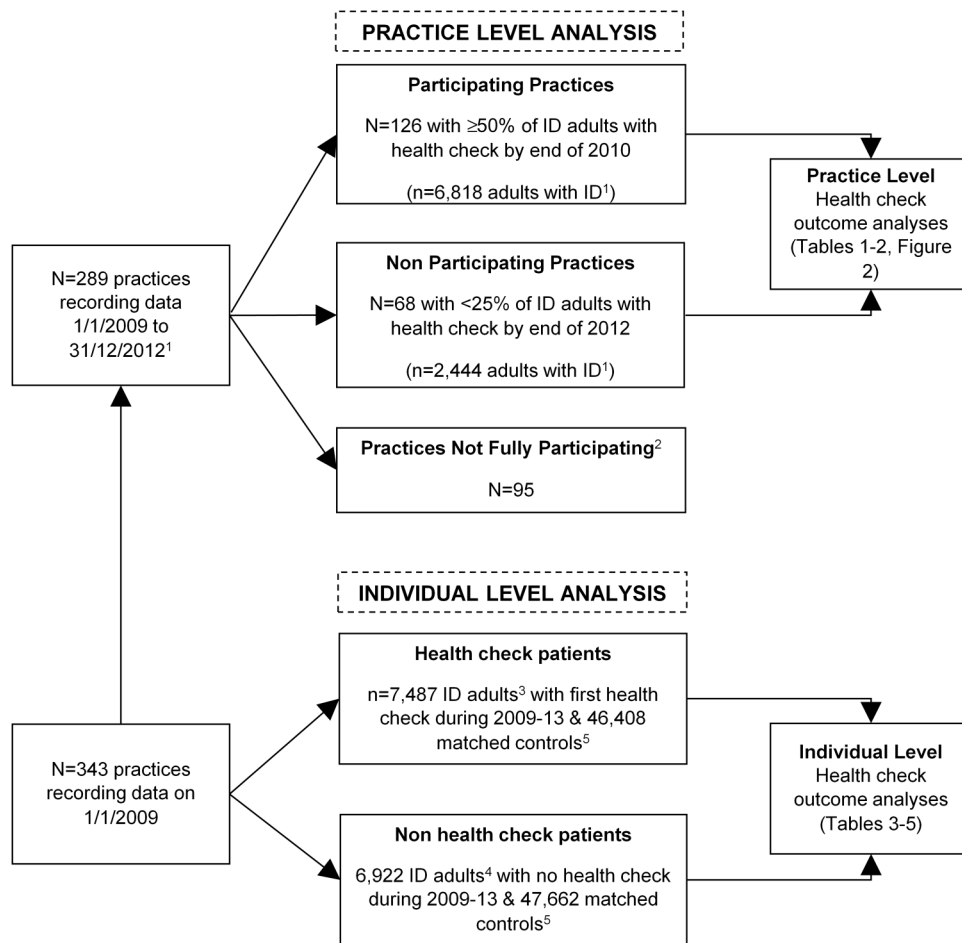 PRACTICE LEVEL ANALYSIS
Participating Practices
N=126 with ≥50% of ID adults with
health check by end of 2010
(n=6,818 adults with ID¹)
Practice Level
Health check
outcome analyses
(Tables 1-2, Figure
2)
N=289 practices
recording data
1/1/2009 to
31/12/2012¹
Non Participating Practices
N=68 with <25% of ID adults with
health check by end of 2012
(n=2,444 adults with ID¹)
Practices Not Fully Participating²
N=95
INDIVIDUAL LEVEL ANALYSIS
Health check patients
n=7,487 ID adults³ with first health
check during 2009-13 & 46,408
matched controls⁵
N=343 practices
recording data on
1/1/2009
Individual Level
Health check
outcome analyses
(Tables 3-5)
Non health check patients
6,922 ID adults⁴ with no health check
during 2009-13 & 47,662 matched
controls⁵